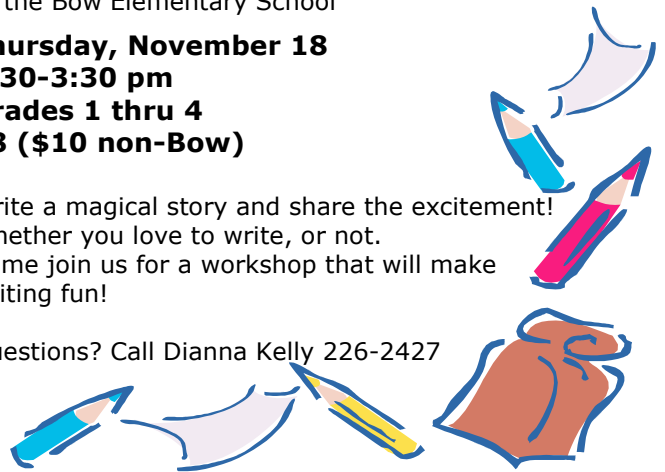 the Bow Elementary School
ursday, November 18
30-3:30 pm
rades 1 thru 4
($10 non-Bow)
rite a magical story and share the excitement!
hether you love to write, or not.
me join us for a workshop that will make
iting fun!
uestions? Call Dianna Kelly 226-2427